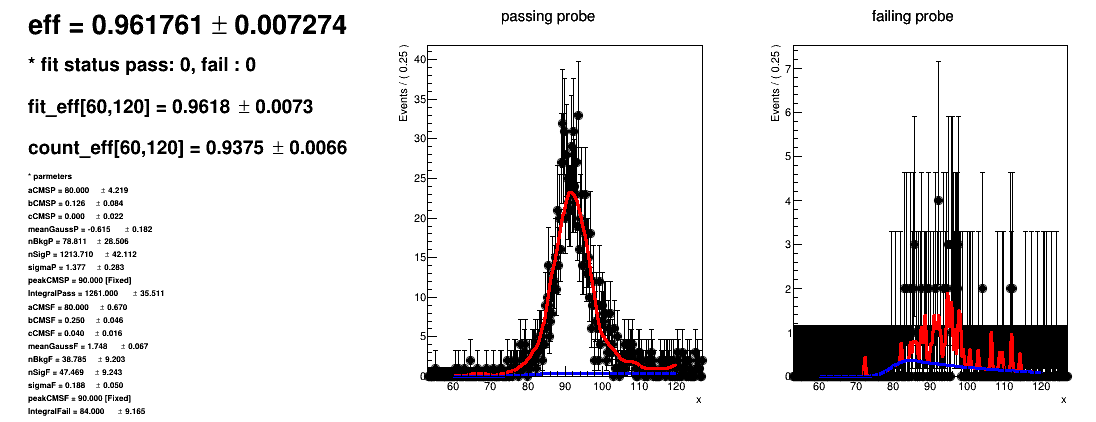 eff = 0.961761 ± 0.007274
* fit status pass: 0, fail : 0
fit_eff[60,120] = 0.9618 ± 0.0073
count_eff[60,120] = 0.9375 ± 0.0066
* parmeters
aCMSP = 80.000 ± 4.219
bCMSP = 0.126 ± 0.084
cCMSP = 0.000 ± 0.022
meanGaussP = -0.615 ± 0.182
nBkgP = 78.811 ± 28.506
nSigP = 1213.710 ± 42.112
sigmaP = 1.377 ± 0.283
peakCMSP = 90.000 [Fixed]
IntegralPass = 1261.000 ± 35.511
aCMSF = 80.000 ± 0.670
bCMSF = 0.250 ± 0.046
cCMSF = 0.040 ± 0.016
meanGaussF = 1.748 ± 0.067
nBkgF = 38.785 ± 9.203
nSigF = 47.469 ± 9.243
sigmaF = 0.188 ± 0.050
peakCMSF = 90.000 [Fixed]
IntegralFail = 84.000 ± 9.165
passing probe
Events / ( 0.25 )
40
35
30
25
20
15
10
5
0
60 70 80 90 100 110 120
x
failing probe
Events / ( 0.25 )
7
6
5
4
3
2
1
0
60 70 80 90 100 110 120
x